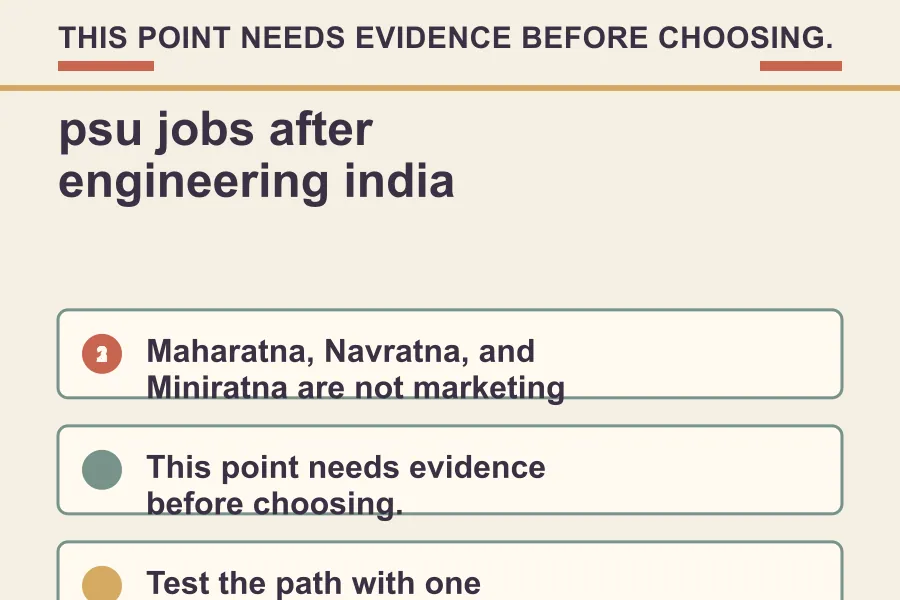 THIS POINT NEEDS EVIDENCE BEFORE CHOOSING.
psu jobs after
engineering india
Maharatna, Navratna, and
Miniratna are not marketing
This point needs evidence
before choosing.
Test the path with one